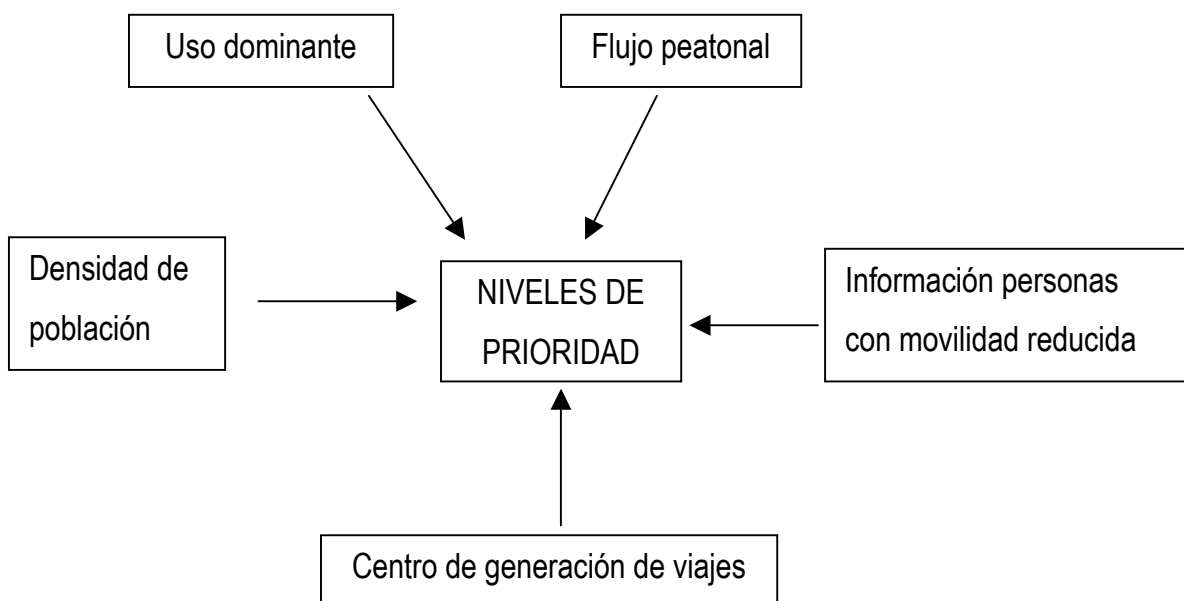 Uso dominante
Flujo peatonal
Densidad de
población
NIVELES DE
PRIORIDAD
Información personas
con movilidad reducida
Centro de generación de viajes